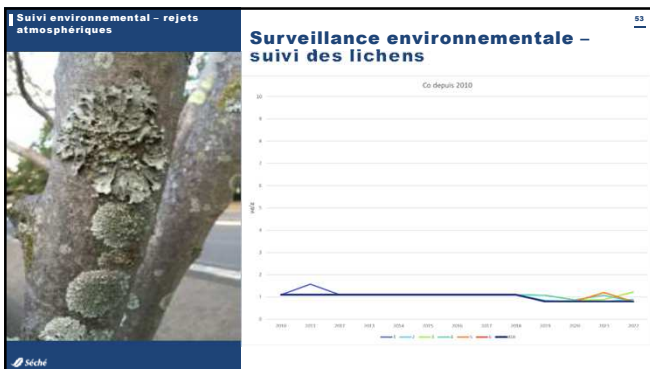 Suivi environnemental – rejets
atmosphériques
53
Surveillance environnementale –
suivi des lichens
Co depuis 2010
10
9
8
7
6
5
4
3
2
1
0
2010 2011 2012 2013 2014 2015 2016 2017 2018 2019 2020 2021 2022
Séché